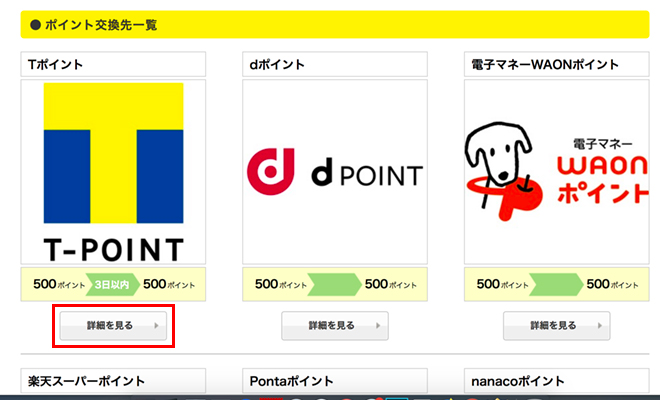 ● ポイント交換先一覧
Tポイント
dポイント
電子マネーWAONポイント
T-POINT
d POINT
電子マネー
WAON
ポイント
500ポイント 3日以内 500ポイント
500ポイント 500ポイント
500ポイント 500ポイント
詳細を見る
詳細を見る
詳細を見る
楽天スーパーポイント
Pontaポイント
nanacoポイント